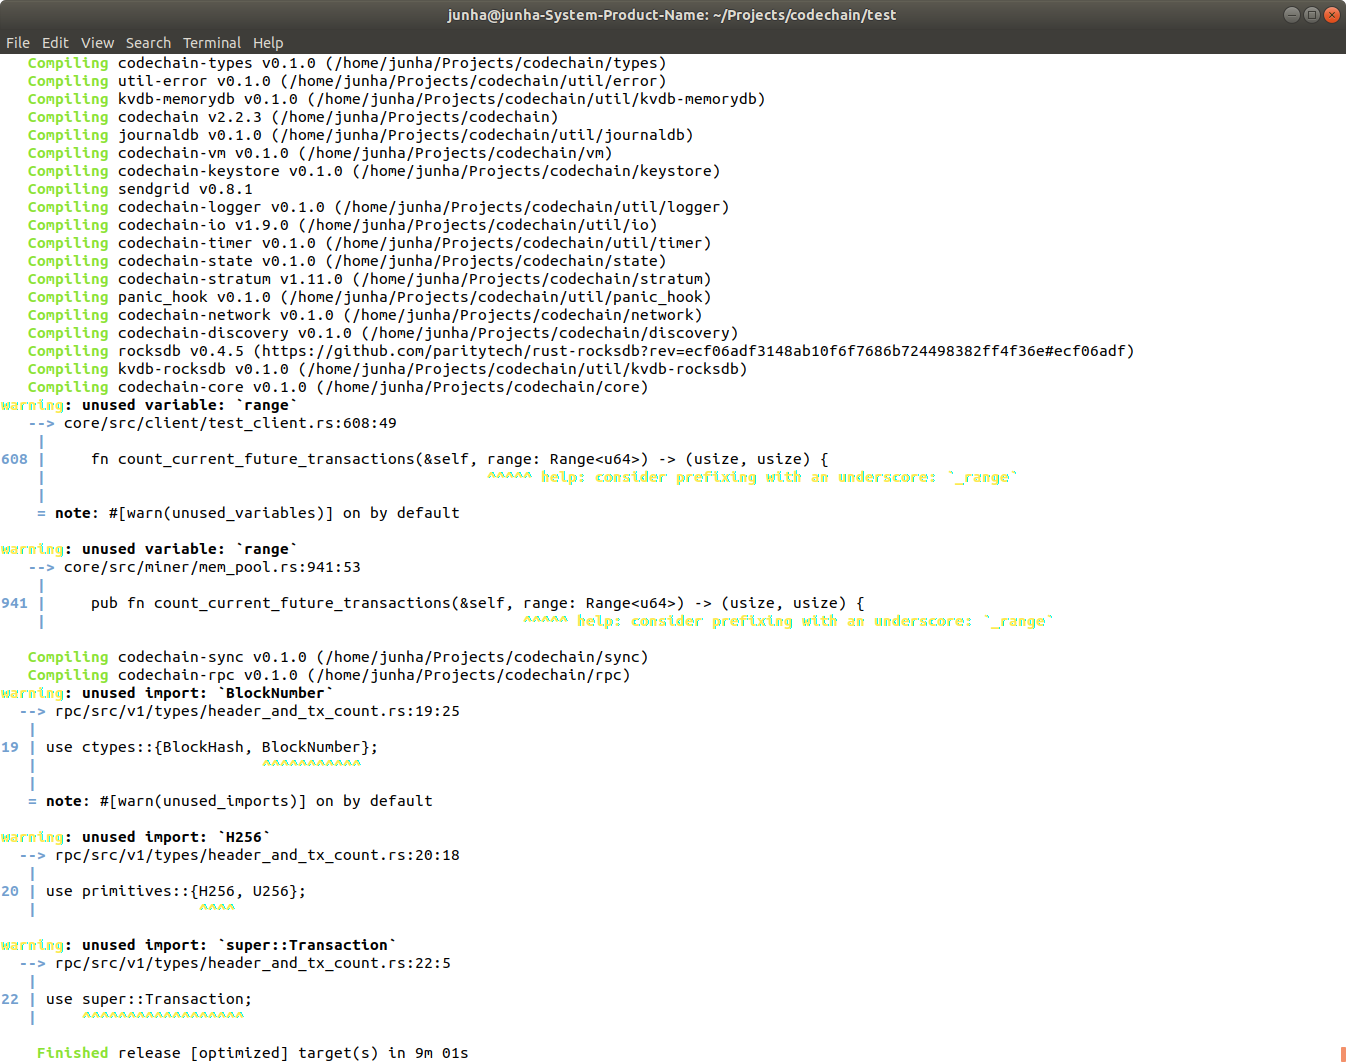 junha@junha-System-Product-Name: ~/Projects/codechain/test
File Edit View Search Terminal Help
Compiling codechain-types v0.1.0 (/home/junha/Projects/codechain/types)
Compiling util-error v0.1.0 (/home/junha/Projects/codechain/util/error)
Compiling kvdb-memorydb v0.1.0 (/home/junha/Projects/codechain/util/kvdb-memorydb)
Compiling codechain v2.2.3 (/home/junha/Projects/codechain)
Compiling journaldb v0.1.0 (/home/junha/Projects/codechain/util/journaldb)
Compiling codechain-vm v0.1.0 (/home/junha/Projects/codechain/vm)
Compiling codechain-keystore v0.1.0 (/home/junha/Projects/codechain/keystore)
Compiling sendgrid v0.8.1
Compiling codechain-logger v0.1.0 (/home/junha/Projects/codechain/util/logger)
Compiling codechain-io v1.9.0 (/home/junha/Projects/codechain/util/io)
Compiling codechain-timer v0.1.0 (/home/junha/Projects/codechain/util/timer)
Compiling codechain-state v0.1.0 (/home/junha/Projects/codechain/state)
Compiling codechain-stratum v1.11.0 (/home/junha/Projects/codechain/stratum)
Compiling panic_hook v0.1.0 (/home/junha/Projects/codechain/util/panic_hook)
Compiling codechain-network v0.1.0 (/home/junha/Projects/codechain/network)
Compiling codechain-discovery v0.1.0 (/home/junha/Projects/codechain/discovery)
Compiling rocksdb v0.4.5 (https://github.com/paritytech/rust-rocksdb?rev=ecf06adf3148ab10f6f7686b724498382ff4f36e#ecf06adf)
Compiling kvdb-rocksdb v0.1.0 (/home/junha/Projects/codechain/util/kvdb-rocksdb)
Compiling codechain-core v0.1.0 (/home/junha/Projects/codechain/core)
warning: unused variable: `range`
--> core/src/client/test_client.rs:608:49
|
608 | fn count_current_future_transactions(&self, range: Range<u64>) -> (usize, usize) {
| ^^^^^ help: consider prefixing with an underscore: `_range`
|
= note: #[warn(unused_variables)] on by default
warning: unused variable: `range`
--> core/src/miner/mem_pool.rs:941:53
|
941 | pub fn count_current_future_transactions(&self, range: Range<u64>) -> (usize, usize) {
| ^^^^^ help: consider prefixing with an underscore: `_range`
Compiling codechain-sync v0.1.0 (/home/junha/Projects/codechain/sync)
Compiling codechain-rpc v0.1.0 (/home/junha/Projects/codechain/rpc)
warning: unused import: `BlockNumber`
--> rpc/src/v1/types/header_and_tx_count.rs:19:25
|
19 | use ctypes::{BlockHash, BlockNumber};
| ^^^^^^^^^^^
|
= note: #[warn(unused_imports)] on by default
warning: unused import: `H256`
--> rpc/src/v1/types/header_and_tx_count.rs:20:18
|
20 | use primitives::{H256, U256};
| ^^^^
warning: unused import: `super::Transaction`
--> rpc/src/v1/types/header_and_tx_count.rs:22:5
|
22 | use super::Transaction;
| ^^^^^^^^^^^^^^^^^^
Finished release [optimized] target(s) in 9m 01s